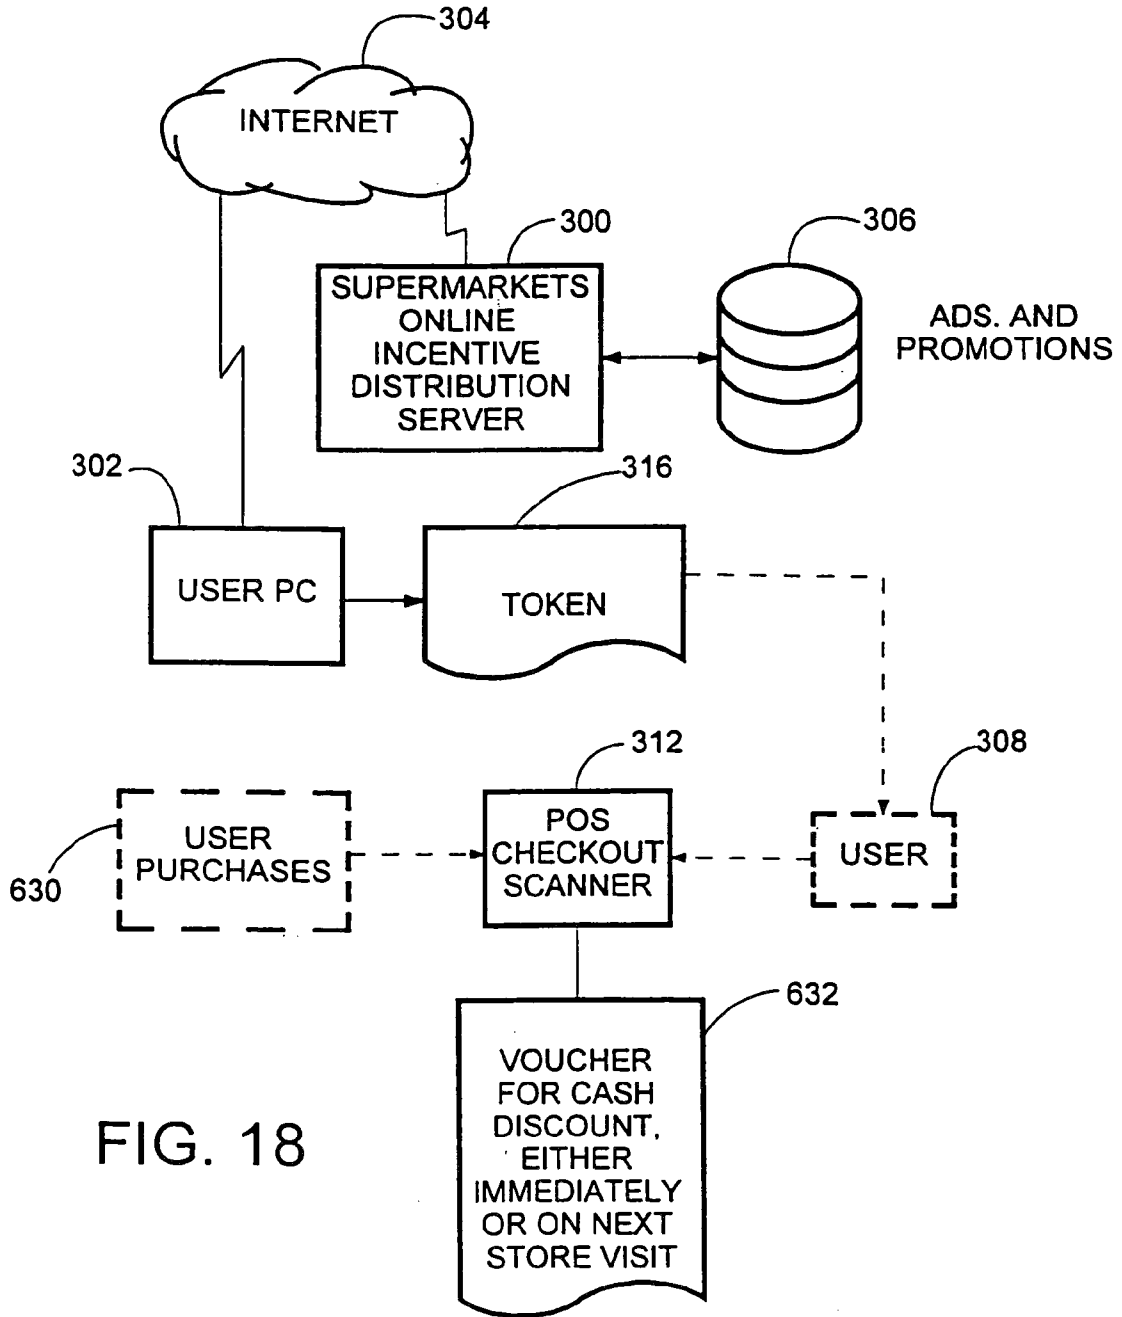 304
INTERNET
300
306
SUPERMARKETS
ONLINE
INCENTIVE
DISTRIBUTION
SERVER
ADS. AND
PROMOTIONS
302
316
USER PC
TOKEN
312
308
USER
PURCHASES
POS
CHECKOUT
SCANNER
USER
630
632
VOUCHER
FOR CASH
DISCOUNT,
EITHER
IMMEDIATELY
OR ON NEXT
STORE VISIT
FIG. 18